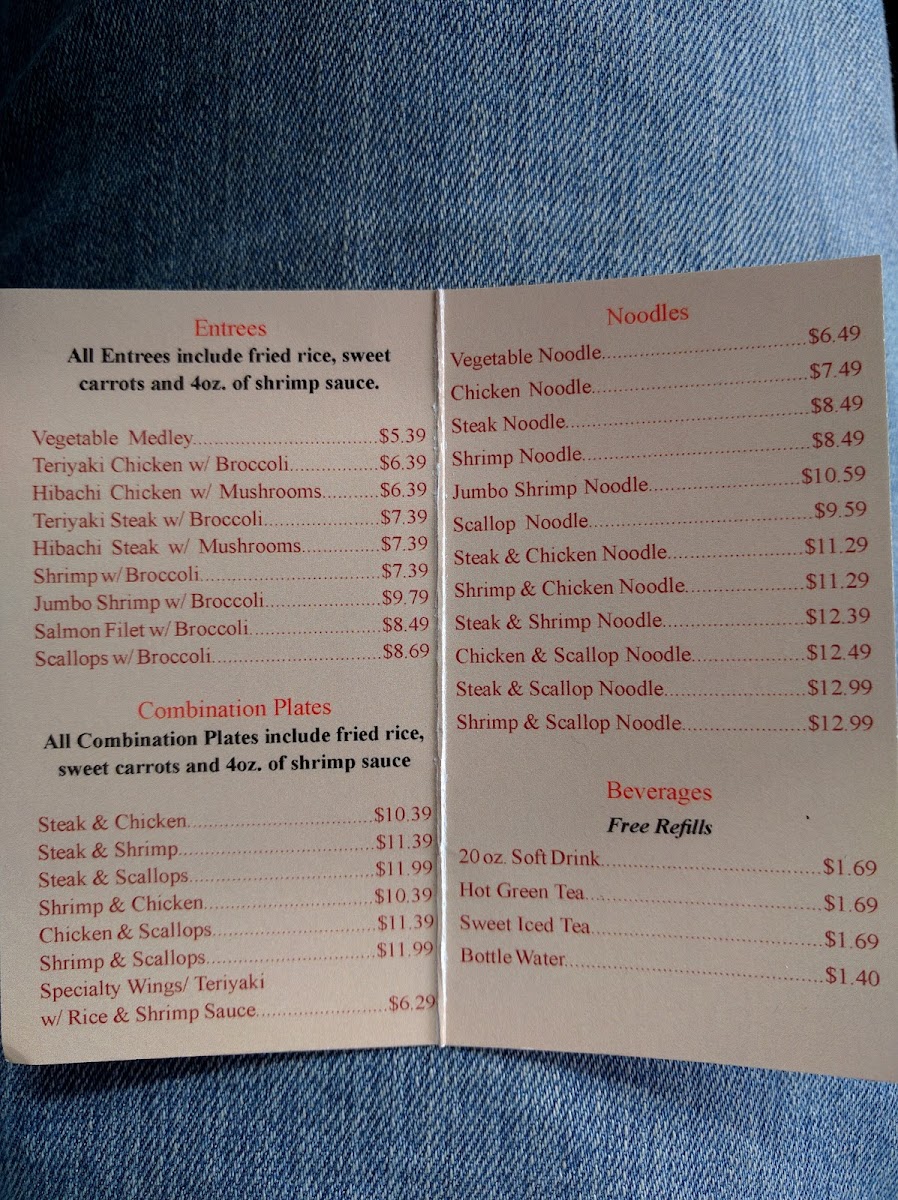 Entrees
All Entrees include fried rice, sweet
carrots and 4oz. of shrimp sauce.
Vegetable Medley..............................$5.39
Teriyaki Chicken w/ Broccoli...............$6.39
Hibachi Chicken w/ Mushrooms..........$6.39
Teriyaki Steak w/ Broccoli...................$7.39
Hibachi Steak w/ Mushrooms.............$7.39
Shrimp w/ Broccoli.............................$7.39
Jumbo Shrimp w/ Broccoli...................$9.79
Salmon Filet w/ Broccoli......................$8.49
Scallops w/ Broccoli............................$8.69
Combination Plates
All Combination Plates include fried rice,
sweet carrots and 4oz. of shrimp sauce
Steak & Chicken...............................$10.39
Steak & Shrimp.................................$11.39
Steak & Scallops...............................$11.99
Shrimp & Chicken.............................$10.39
Chicken & Scallops...........................$11.39
Shrimp & Scallops............................$11.99
Specialty Wings/ Teriyaki
w/ Rice & Shrimp Sauce......................$6.29
Noodles
Vegetable Noodle...............................$6.49
Chicken Noodle.................................$7.49
Steak Noodle.....................................$8.49
Shrimp Noodle...................................$8.49
Jumbo Shrimp Noodle.......................$10.59
Scallop Noodle..................................$9.59
Steak & Chicken Noodle....................$11.29
Shrimp & Chicken Noodle.................$11.29
Steak & Shrimp Noodle.....................$12.39
Chicken & Scallop Noodle.................$12.49
Steak & Scallop Noodle.....................$12.99
Shrimp & Scallop Noodle..................$12.99
Beverages
Free Refills
20 oz. Soft Drink................................$1.69
Hot Green Tea...................................$1.69
Sweet Iced Tea..................................$1.69
Bottle Water......................................$1.40